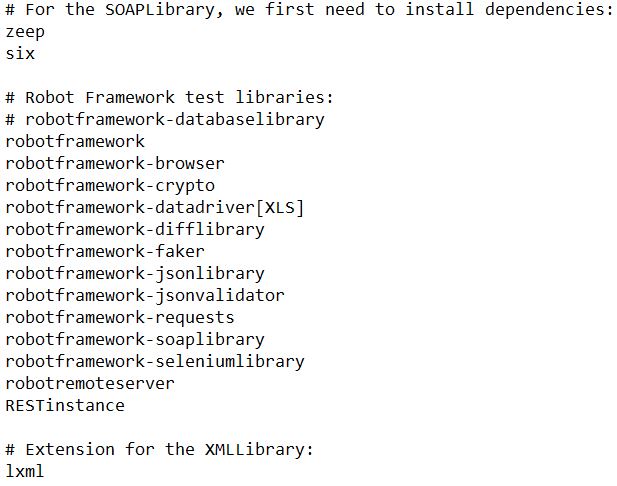 # For the SOAPLibrary, we first need to install dependencies:
zeep
six
# Robot Framework test libraries:
# robotframework-databaselibrary
robotframework
robotframework-browser
robotframework-crypto
robotframework-datadriver[XLS]
robotframework-difflibrary
robotframework-faker
robotframework-jsonlibrary
robotframework-jsonvalidator
robotframework-requests
robotframework-soaplibrary
robotframework-seleniumlibrary
robotremoteserver
RESTinstance
# Extension for the XMLLibrary:
lxml